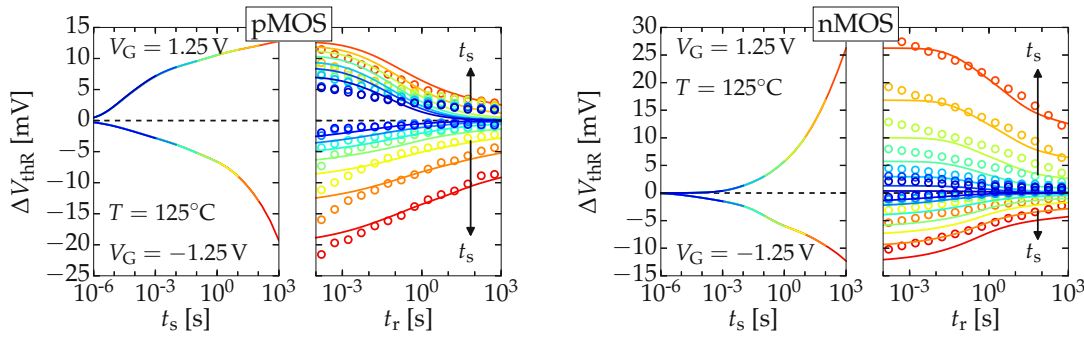 pMOS
ΔV_thR [mV]
15
10
5
0
−5
−10
−15
−20
−25
V_G = 1.25 V
T = 125°C
V_G = −1.25 V
10^−6 10^−3 10^0 10^3
t_s [s]
t_s
t_s
10^−3 10^0 10^3
t_r [s]
nMOS
ΔV_thR [mV]
30
25
20
15
10
5
0
−5
−10
−15
V_G = 1.25 V
T = 125°C
V_G = −1.25 V
10^−6 10^−3 10^0 10^3
t_s [s]
t_s
t_s
10^−3 10^0 10^3
t_r [s]